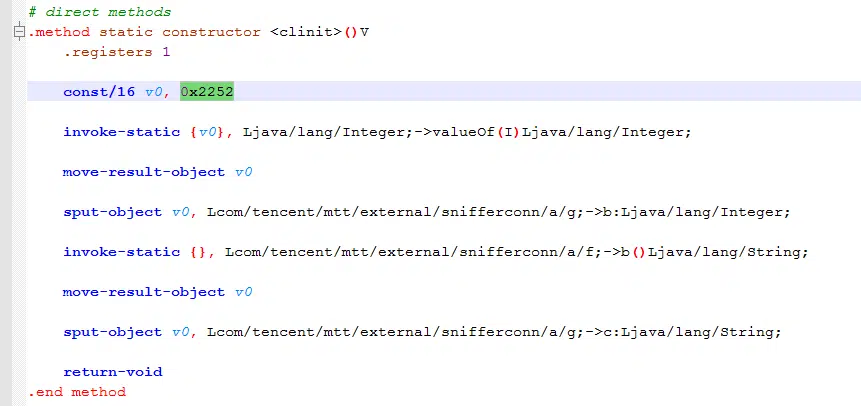 # direct methods
.method static constructor <clinit>()V
.registers 1
const/16 v0, 0x2252
invoke-static {v0}, Ljava/lang/Integer;->valueOf(I)Ljava/lang/Integer;
move-result-object v0
sput-object v0, Lcom/tencent/mtt/external/snifferconn/a/g;->b:Ljava/lang/Integer;
invoke-static {}, Lcom/tencent/mtt/external/snifferconn/a/f;->b()Ljava/lang/String;
move-result-object v0
sput-object v0, Lcom/tencent/mtt/external/snifferconn/a/g;->c:Ljava/lang/String;
return-void
.end method